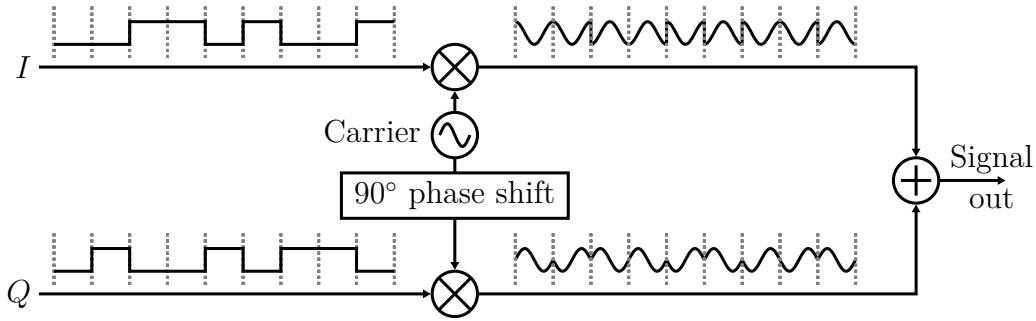 I
Carrier
90° phase shift
Signal
out
Q